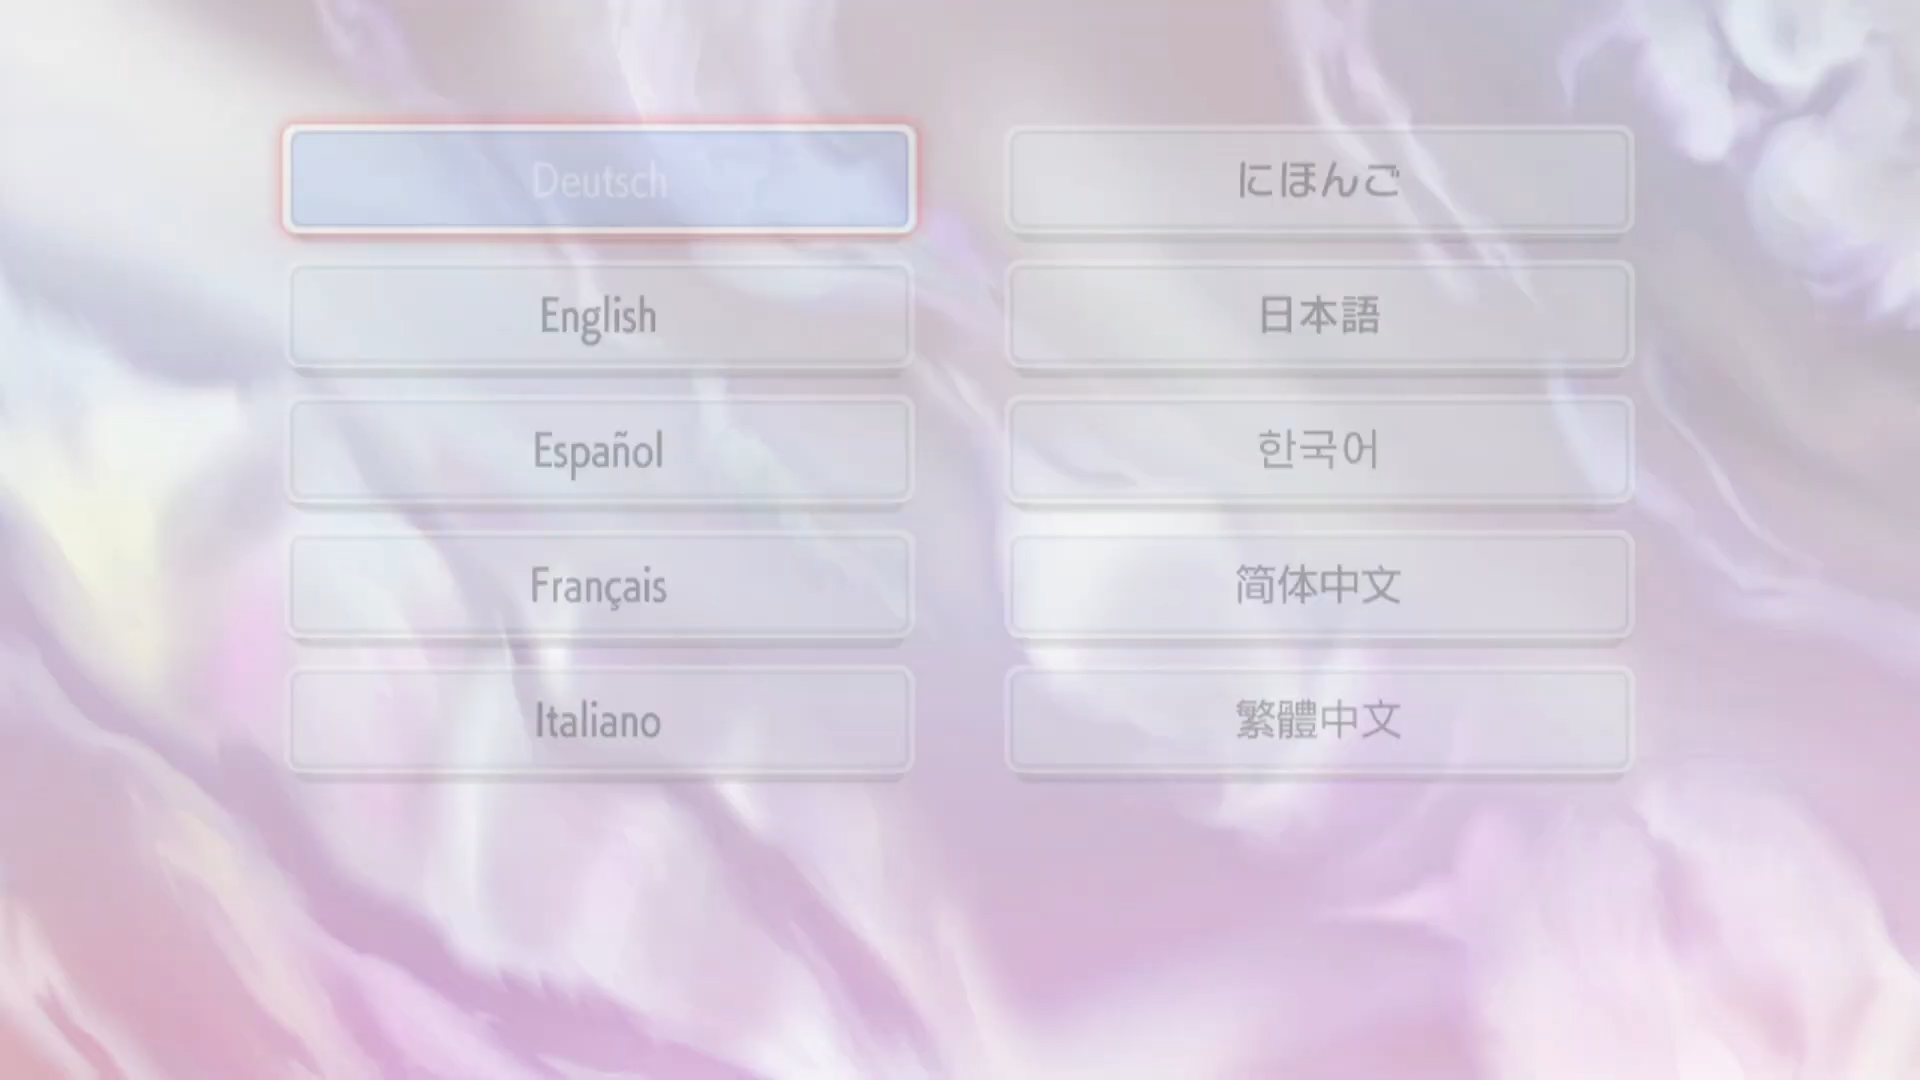 Deutsch
English
Español
Français
Italiano
にほんご
日本語
한국어
简体中文
繁體中文